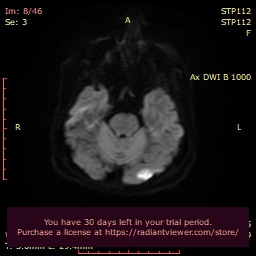 Im: 8/46
Se: 3
A
STP112
STP112
F
Ax DWI B 1000
R
L
You have 30 days left in your trial period.
Purchase a license at https://radiantviewer.com/store/